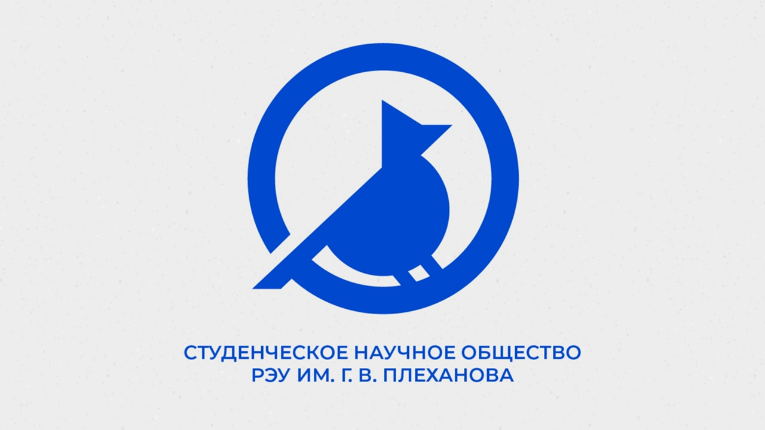 СТУДЕНЧЕСКОЕ НАУЧНОЕ ОБЩЕСТВО
РЭУ ИМ. Г. В. ПЛЕХАНОВА